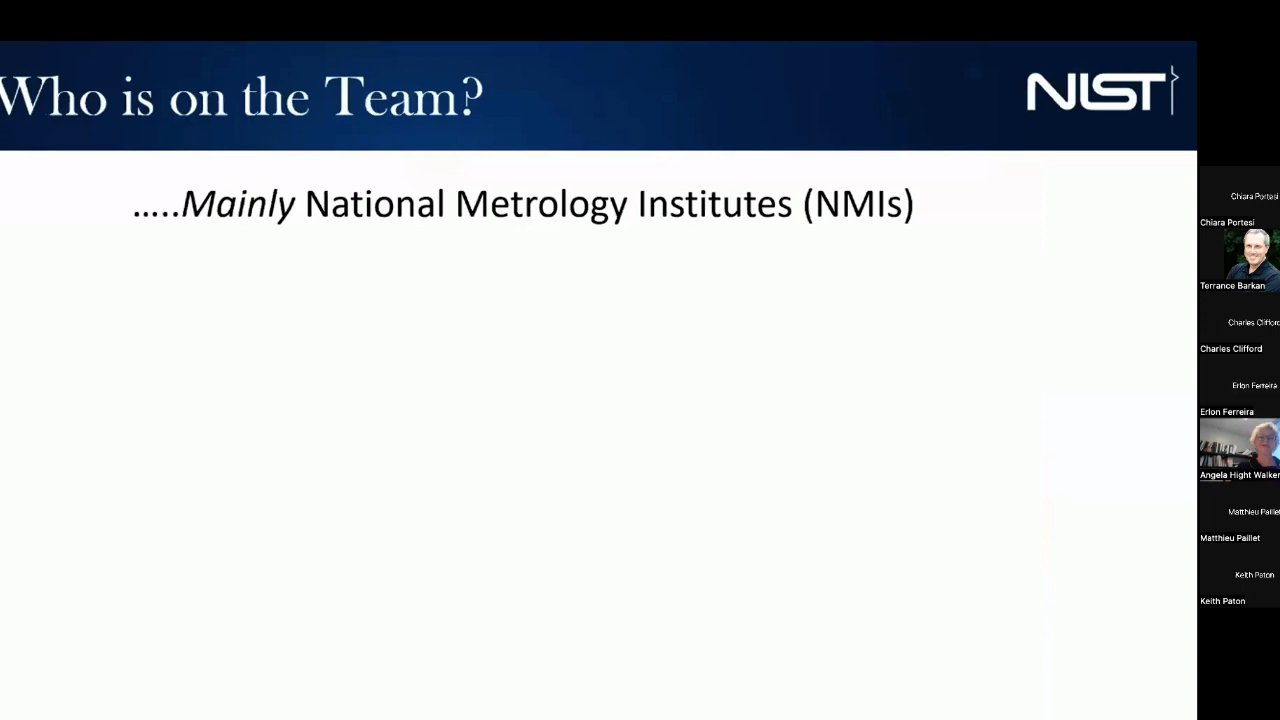 Who is on the Team?
NIST
.....Mainly National Metrology Institutes (NMIs)
Chiara Portesi
Chiara Portesi
Terrance Barkan
Charles Clifford
Charles Clifford
Erlon Ferreira
Erlon Ferreira
Angela Hight Walker
Matthieu Paillet
Matthieu Paillet
Keith Paton
Keith Paton